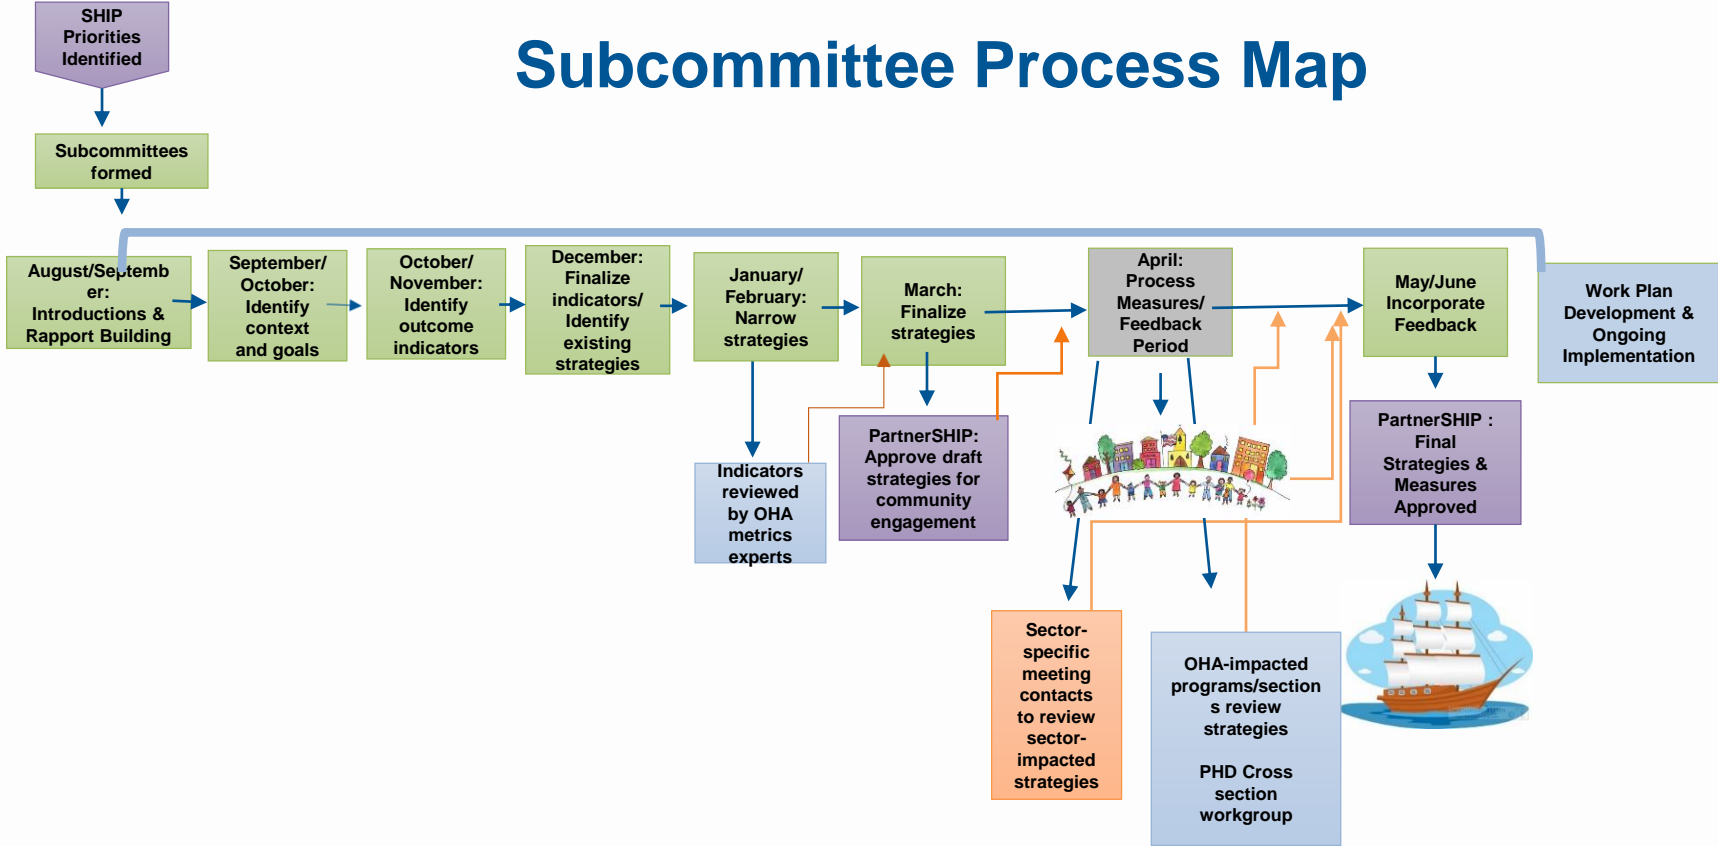 SHIP
Priorities
Identified
Subcommittee Process Map
Subcommittees
formed
August/Septemb
er:
Introductions &
Rapport Building
September/
October:
Identify
context
and goals
October/
November:
Identify
outcome
indicators
December:
Finalize
indicators/
Identify
existing
strategies
January/
February:
Narrow
strategies
March:
Finalize
strategies
April:
Process
Measures/
Feedback
Period
May/June
Incorporate
Feedback
Work Plan
Development &
Ongoing
Implementation
Indicators
reviewed
by OHA
metrics
experts
PartnerSHIP:
Approve draft
strategies for
community
engagement
PartnerSHIP :
Final
Strategies &
Measures
Approved
Sector-
specific
meeting
contacts
to review
sector-
impacted
strategies
OHA-impacted
programs/section
s review
strategies
PHD Cross
section
workgroup